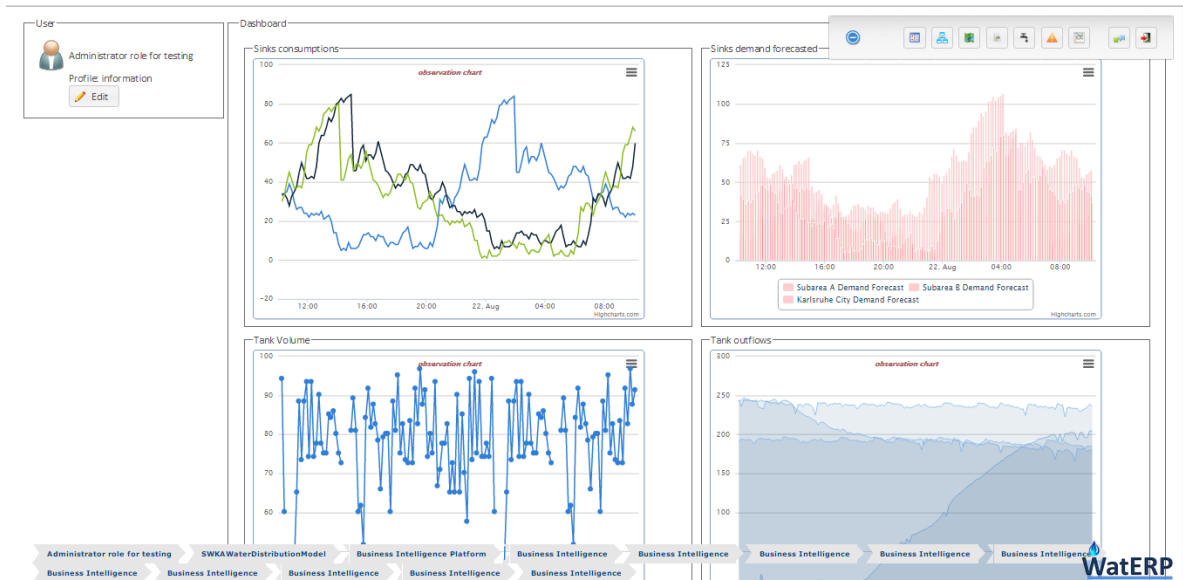 User
Administrator role for testing
Profile: information
Edit
Dashboard
Sinks consumptions
observation chart
100
80
60
40
20
0
−20
12:00 16:00 20:00 22. Aug 04:00 08:00
Highcharts.com
Sinks demand forecasted
125
100
75
50
25
0
12:00 16:00 20:00 22. Aug 04:00 08:00
Subarea A Demand Forecast Subarea B Demand Forecast
Karlsruhe City Demand Forecast
Highcharts.com
Tank Volume
observation chart
100
90
80
70
60
Tank outflows
observation chart
300
250
200
150
100
Administrator role for testing SWKAWaterDistributionModel Business Intelligence Platform Business Intelligence Business Intelligence Business Intelligence Business Intelligence Business Intelligence
Business Intelligence Business Intelligence Business Intelligence Business Intelligence Business Intelligence
WatERP